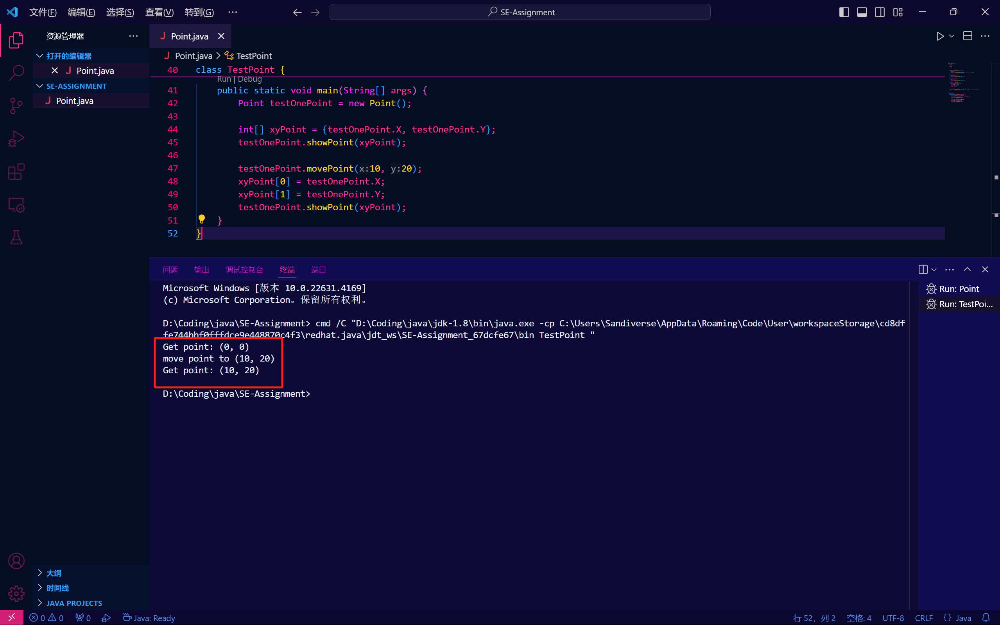 文件(F) 编辑(E) 选择(S) 查看(V) 转到(G) ··· SE-Assignment
资源管理器 ···
打开的编辑器
Point.java
SE-ASSIGNMENT
Point.java
Point.java
Point.java > TestPoint
40 class TestPoint {
Run | Debug
41 public static void main(String[] args) {
42 Point testOnePoint = new Point();
43
44 int[] xyPoint = {testOnePoint.X, testOnePoint.Y};
45 testOnePoint.showPoint(xyPoint);
46
47 testOnePoint.movePoint(x:10, y:20);
48 xyPoint[0] = testOnePoint.X;
49 xyPoint[1] = testOnePoint.Y;
50 testOnePoint.showPoint(xyPoint);
51 }
52 }
问题 输出 调试控制台 终端 端口
Microsoft Windows [版本 10.0.22631.4169]
(c) Microsoft Corporation。保留所有权利。
D:\Coding\java\SE-Assignment> cmd /C "D:\Coding\java\jdk-1.8\bin\java.exe -cp C:\Users\Sandiverse\AppData\Roaming\Code\User\workspaceStorage\cd8df
fe744bbf0fffdce9e448870c4f3\redhat.java\jdt_ws\SE-Assignment_67dcfe67\bin TestPoint "
Get point: (0, 0)
move point to (10, 20)
Get point: (10, 20)
D:\Coding\java\SE-Assignment>
Run: Point
Run: TestPoi...
大纲
时间线
JAVA PROJECTS
0 0 0 Java: Ready 行 52，列 2 空格: 4 UTF-8 CRLF {} Java